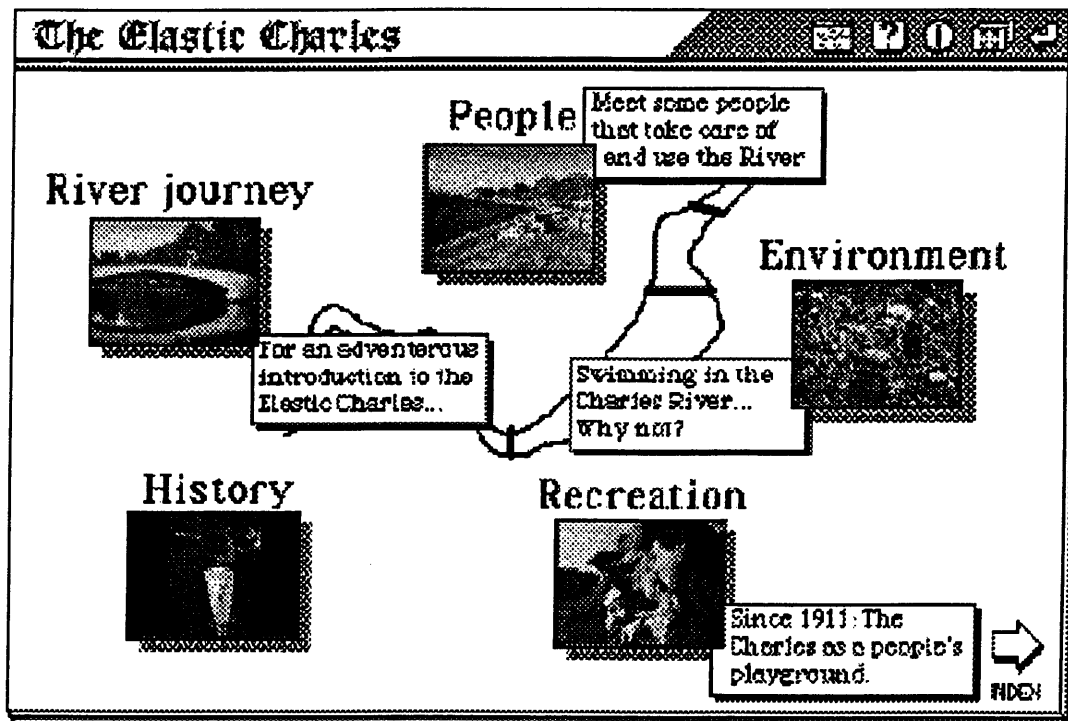 The Elastic Charles
People
Meet some people
that take care of
and use the River
River journey
Environment
For an adventerous
introduction to the
Elastic Charles...
Swimming in the
Charles River...
Why not?
History
Recreation
Since 1911: The
Charles as a people's
playground.
INDEX